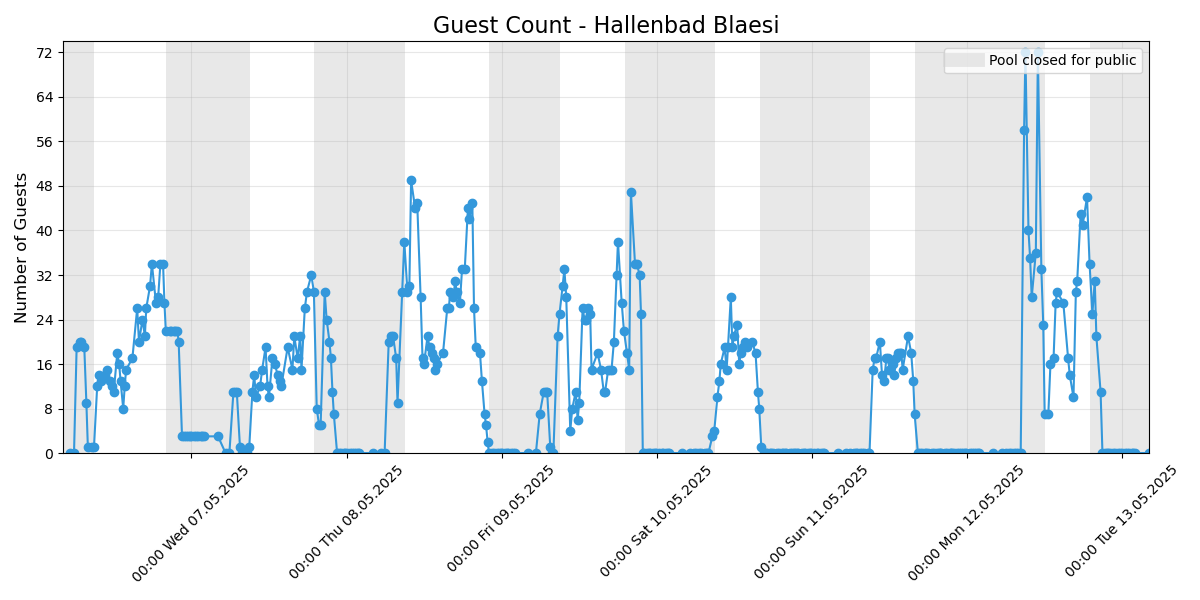 Guest Count - Hallenbad Blaesi
Pool closed for public
Number of Guests
72
64
56
48
40
32
24
16
8
0
00:00 Wed 07.05.2025
00:00 Thu 08.05.2025
00:00 Fri 09.05.2025
00:00 Sat 10.05.2025
00:00 Sun 11.05.2025
00:00 Mon 12.05.2025
00:00 Tue 13.05.2025